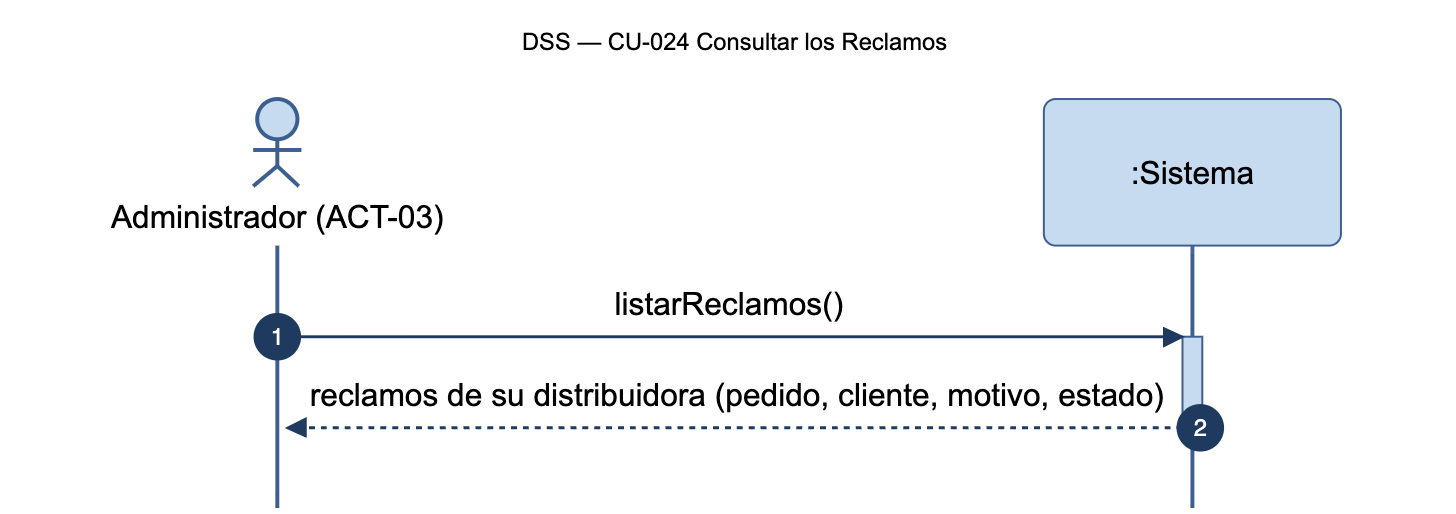 DSS — CU-024 Consultar los Reclamos
:Sistema
Administrador (ACT-03)
listarReclamos()
1
reclamos de su distribuidora (pedido, cliente, motivo, estado)
2